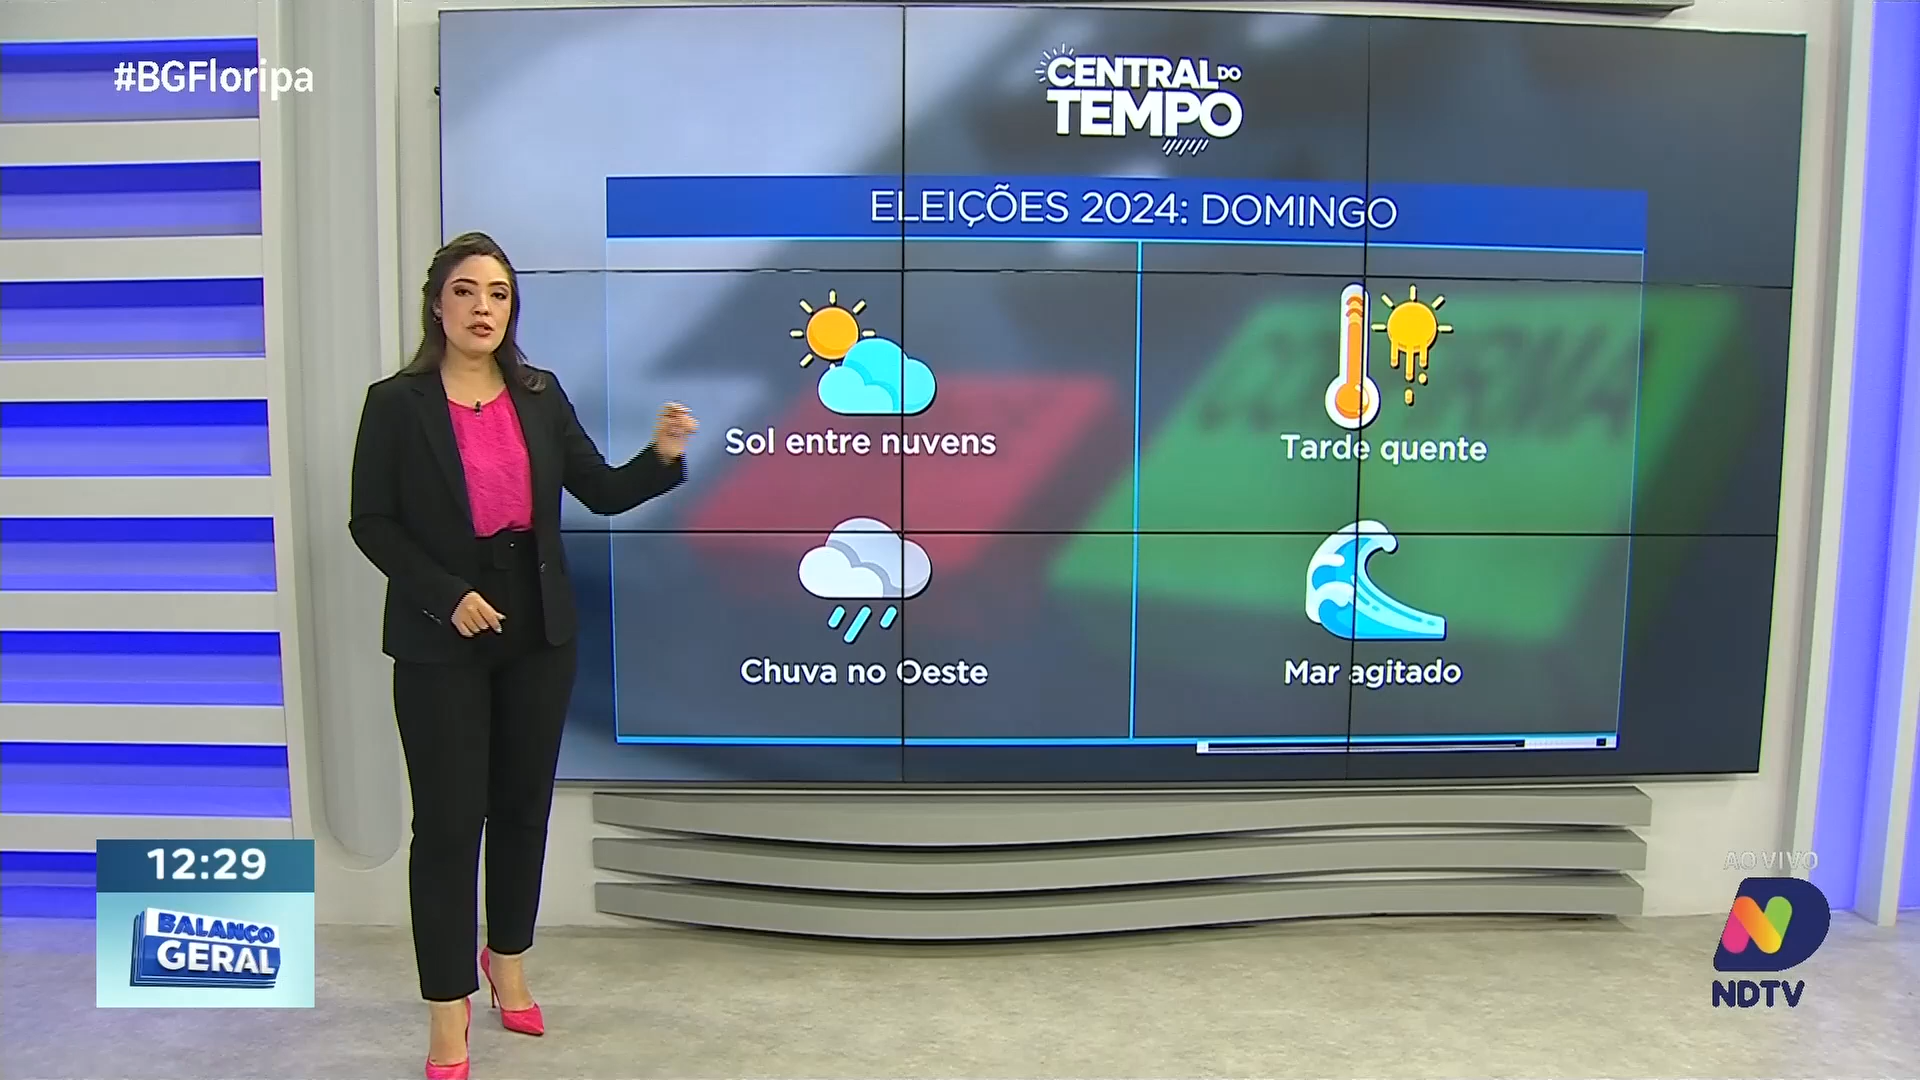 #BGFloripa
CENTRAL DO
TEMPO
ELEIÇÕES 2024: DOMINGO
Sol entre nuvens
Tarde quente
Chuva no Oeste
Mar agitado
12:29
BALANÇO
GERAL
AO VIVO
NDTV